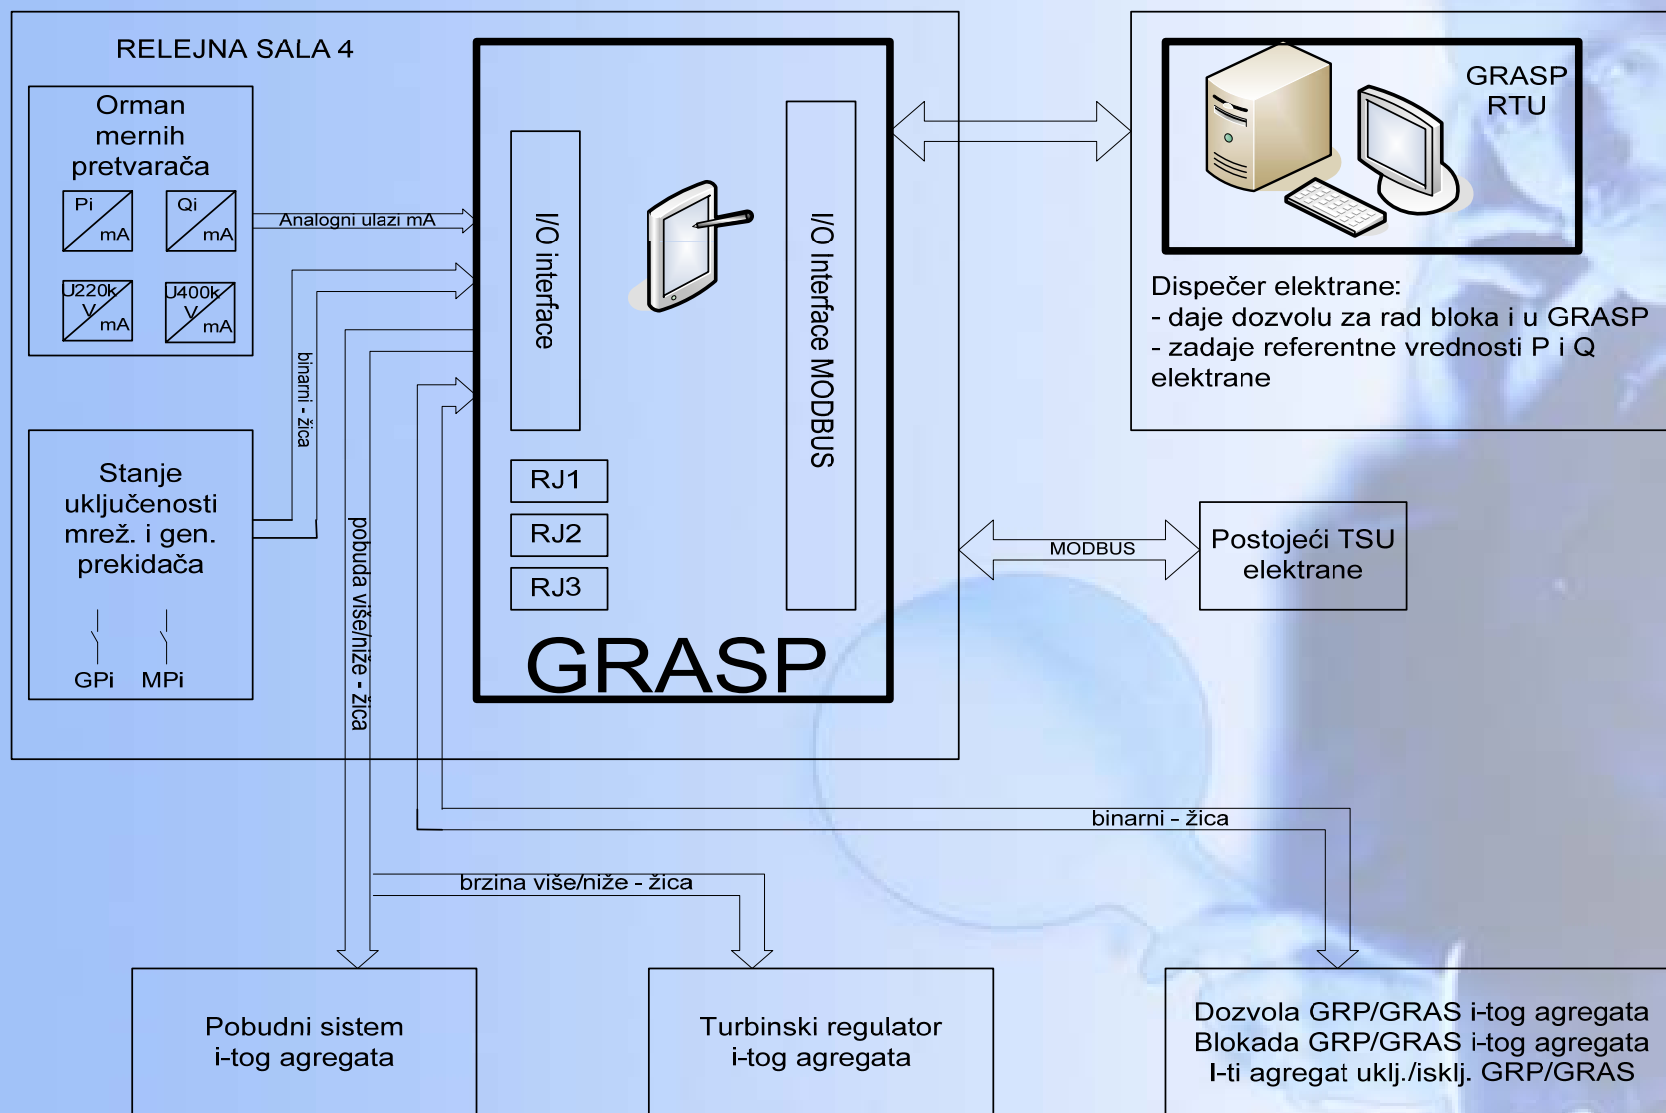 RELEJNA SALA 4
Orman
mernih
pretvarača
Pi
mA
Qi
mA
U220k
V
mA
U400k
V
mA
Analogni ulazi mA
binarni - žica
Stanje
uključenosti
mrež. i gen.
prekidača
GPi
MPi
pobuda više/niže - žica
I/O interface
I/O Interface MODBUS
RJ1
RJ2
RJ3
GRASP
GRASP
RTU
Dispečer elektrane:
- daje dozvolu za rad bloka i u GRASP
- zadaje referentne vrednosti P i Q
elektrane
MODBUS
Postojeći TSU
elektrane
binarni - žica
brzina više/niže - žica
Pobudni sistem
i-tog agregata
Turbinski regulator
i-tog agregata
Dozvola GRP/GRAS i-tog agregata
Blokada GRP/GRAS i-tog agregata
I-ti agregat uklj./isklj. GRP/GRAS